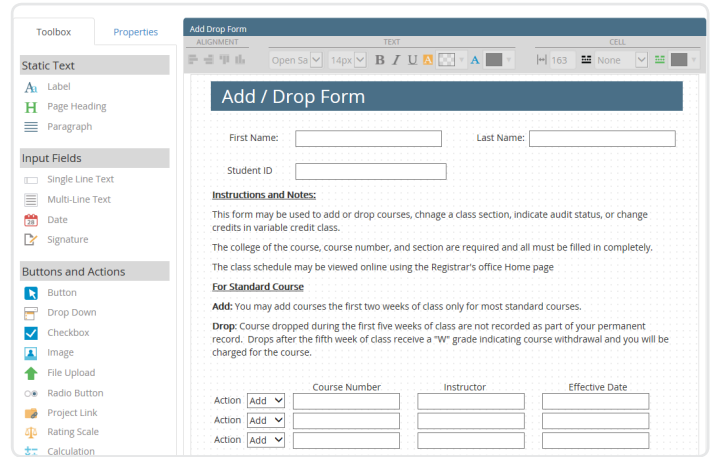 Toolbox
Properties
Static Text
Label
Page Heading
Paragraph
Input Fields
Single Line Text
Multi-Line Text
Date
Signature
Buttons and Actions
Button
Drop Down
Checkbox
Image
File Upload
Radio Button
Project Link
Rating Scale
Calculation
Add Drop Form
ALIGNMENT TEXT CELL
Open Sa 14px B I U A A 163 None
Add / Drop Form
First Name: Last Name:
Student ID
Instructions and Notes:
This form may be used to add or drop courses, chnage a class section, indicate audit status, or change
credits in variable credit class.
The college of the course, course number, and section are required and all must be filled in completely.
The class schedule may be viewed online using the Registrar's office Home page
For Standard Course
Add: You may add courses the first two weeks of class only for most standard courses.
Drop: Course dropped during the first five weeks of class are not recorded as part of your permanent
record. Drops after the fifth week of class receive a "W" grade indicating course withdrawal and you will be
charged for the course.
Course Number Instructor Effective Date
Action Add
Action Add
Action Add